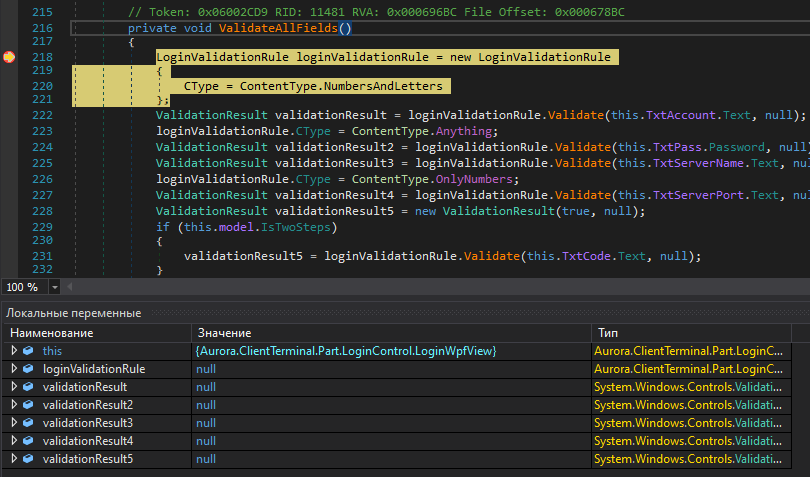 215 // Token: 0x06002CD9 RID: 11481 RVA: 0x000696BC File Offset: 0x000678BC
216 private void ValidateAllFields()
217 {
218 LoginValidationRule loginValidationRule = new LoginValidationRule
219 {
220 CType = ContentType.NumbersAndLetters
221 };
222 ValidationResult validationResult = loginValidationRule.Validate(this.TxtAccount.Text, null);
223 loginValidationRule.CType = ContentType.Anything;
224 ValidationResult validationResult2 = loginValidationRule.Validate(this.TxtPass.Password, null)
225 ValidationResult validationResult3 = loginValidationRule.Validate(this.TxtServerName.Text, nu
226 loginValidationRule.CType = ContentType.OnlyNumbers;
227 ValidationResult validationResult4 = loginValidationRule.Validate(this.TxtServerPort.Text, nu
228 ValidationResult validationResult5 = new ValidationResult(true, null);
229 if (this.model.IsTwoSteps)
230 {
231 validationResult5 = loginValidationRule.Validate(this.TxtCode.Text, null);
232 }
100 %
Локальные переменные
Наименование Значение Тип
this {Aurora.ClientTerminal.Part.LoginControl.LoginWpfView} Aurora.ClientTerminal.Part.LoginC...
loginValidationRule null Aurora.ClientTerminal.Part.LoginC...
validationResult null System.Windows.Controls.Validati...
validationResult2 null System.Windows.Controls.Validati...
validationResult3 null System.Windows.Controls.Validati...
validationResult4 null System.Windows.Controls.Validati...
validationResult5 null System.Windows.Controls.Validati...